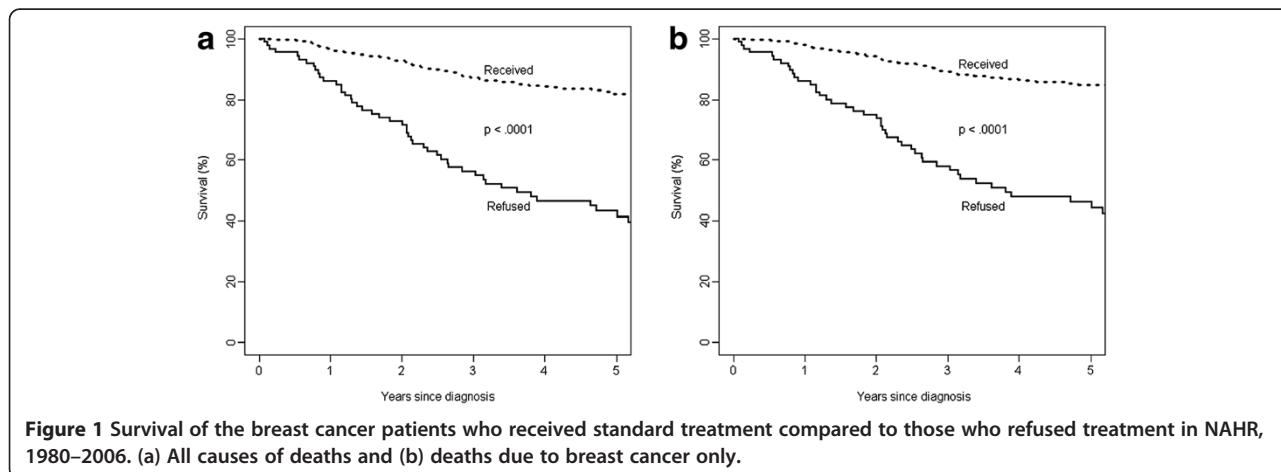 a
100
80
60
40
20
0
Survival (%)
Received
p < .0001
Refused
0 1 2 3 4 5
Years since diagnosis
b
100
80
60
40
20
0
Survival (%)
Received
p < .0001
Refused
0 1 2 3 4 5
Years since diagnosis
Figure 1 Survival of the breast cancer patients who received standard treatment compared to those who refused treatment in NAHR,
1980–2006. (a) All causes of deaths and (b) deaths due to breast cancer only.